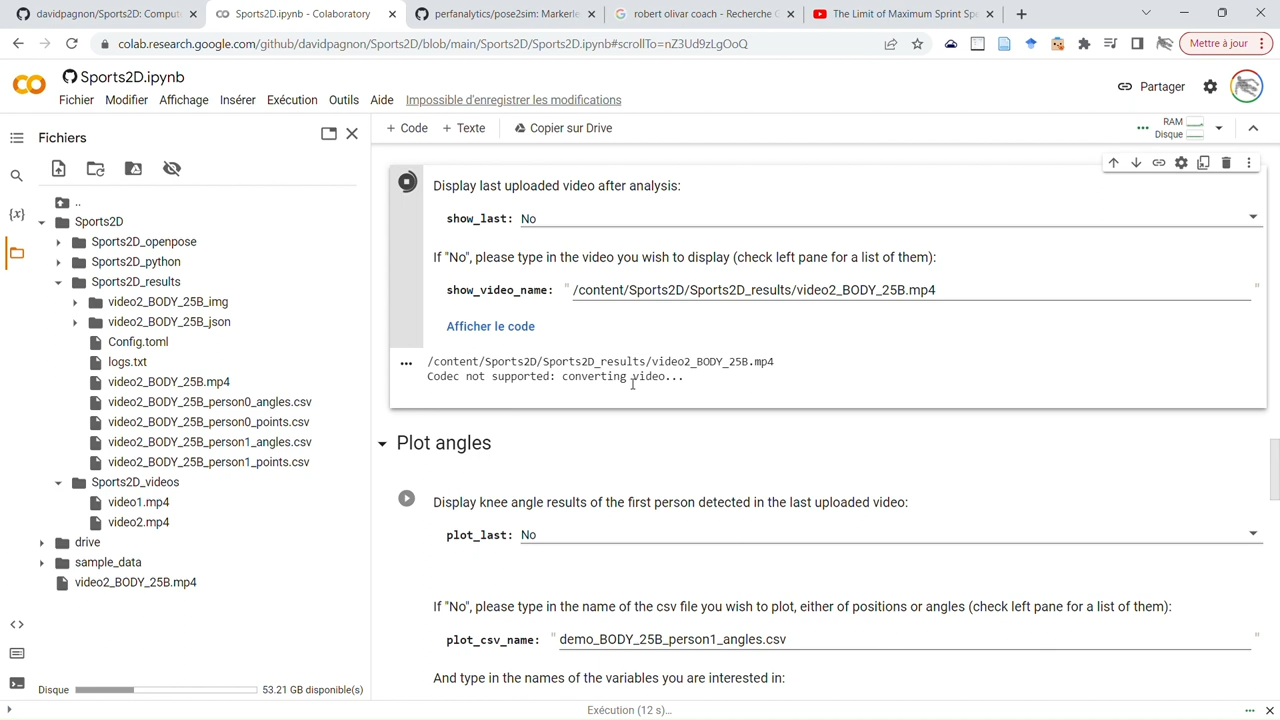 davidpagnon/Sports2D: Comput
Sports2D.ipynb - Colaboratory
perfanalytics/pose2sim: Markerle
robert olivar coach - Recherche
The Limit of Maximum Sprint Sp
colab.research.google.com/github/davidpagnon/Sports2D/blob/main/Sports2D/Sports2D.ipynb#scrollTo=nZ3Ud9zLgOoQ
Mettre à jour
Sports2D.ipynb
Fichier Modifier Affichage Insérer Exécution Outils Aide Impossible d'enregistrer les modifications
Partager
Fichiers
+ Code + Texte Copier sur Drive
RAM
Disque
..
Sports2D
Sports2D_openpose
Sports2D_python
Sports2D_results
video2_BODY_25B_img
video2_BODY_25B_json
Config.toml
logs.txt
video2_BODY_25B.mp4
video2_BODY_25B_person0_angles.csv
video2_BODY_25B_person0_points.csv
video2_BODY_25B_person1_angles.csv
video2_BODY_25B_person1_points.csv
Sports2D_videos
video1.mp4
video2.mp4
drive
sample_data
video2_BODY_25B.mp4
Disque 53.21 GB disponible(s)
Display last uploaded video after analysis:
show_last: No
If "No", please type in the video you wish to display (check left pane for a list of them):
show_video_name: "/content/Sports2D/Sports2D_results/video2_BODY_25B.mp4"
Afficher le code
/content/Sports2D/Sports2D_results/video2_BODY_25B.mp4
Codec not supported: converting video...
Plot angles
Display knee angle results of the first person detected in the last uploaded video:
plot_last: No
If "No", please type in the name of the csv file you wish to plot, either of positions or angles (check left pane for a list of them):
plot_csv_name: "demo_BODY_25B_person1_angles.csv"
And type in the names of the variables you are interested in:
Exécution (12 s)...